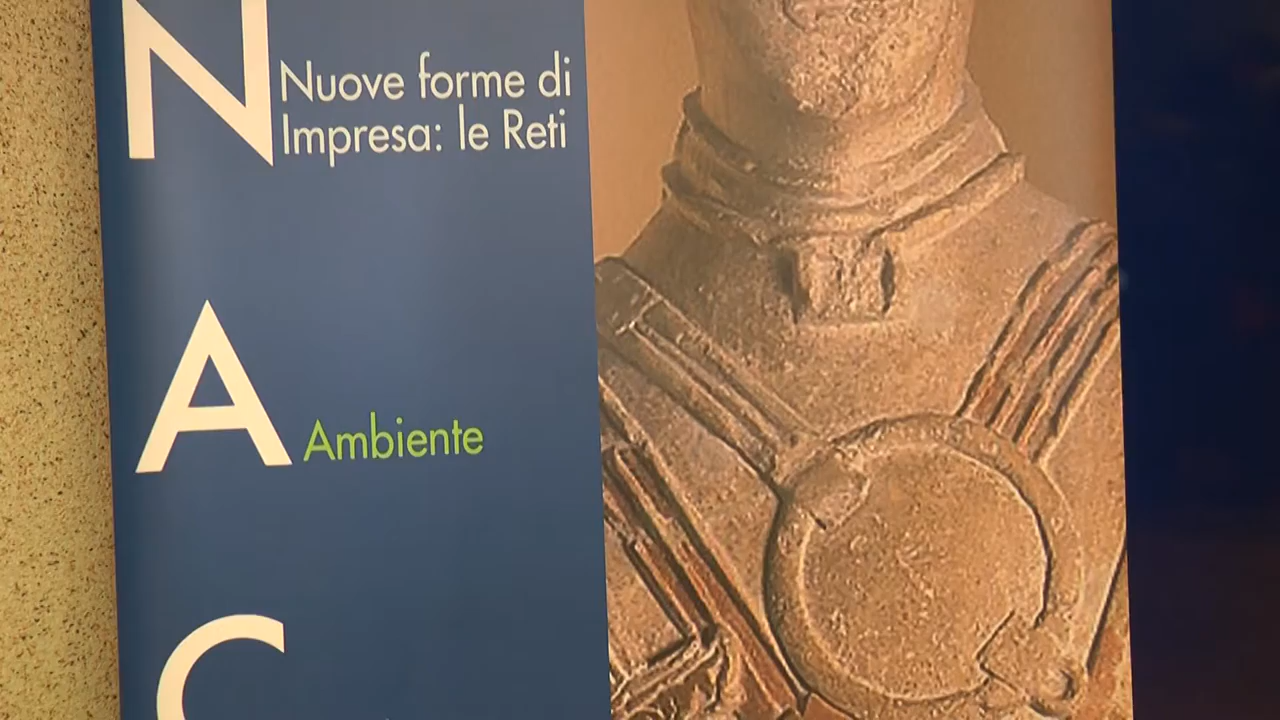 N
Nuove forme di
Impresa: le Reti
A
Ambiente
C